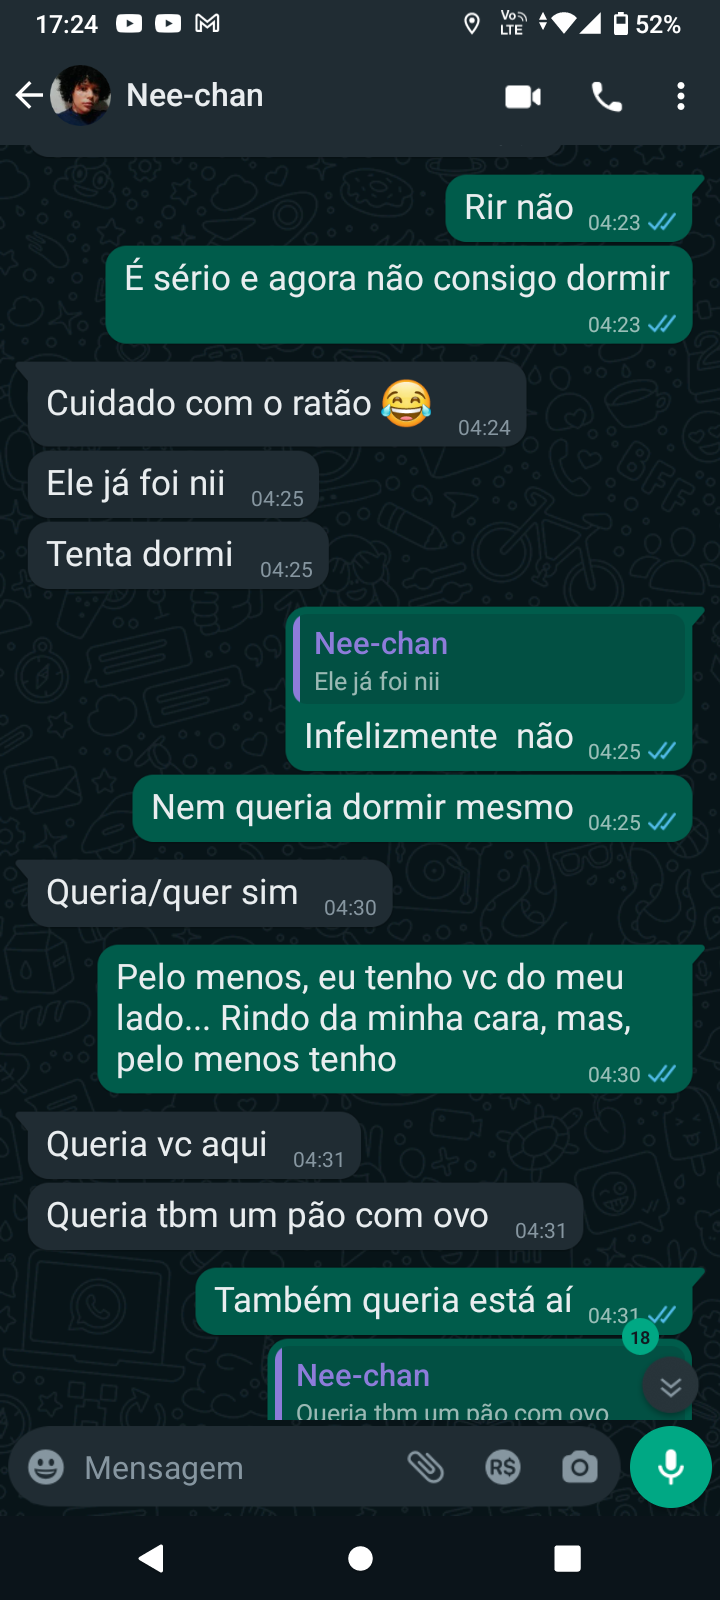 17:24
Vo
LTE
52%
Nee-chan
Rir não
04:23
É sério e agora não consigo dormir
04:23
Cuidado com o ratão 😂
04:24
Ele já foi nii
04:25
Tenta dormi
04:25
Nee-chan
Ele já foi nii
Infelizmente  não
04:25
Nem queria dormir mesmo
04:25
Queria/quer sim
04:30
Pelo menos, eu tenho vc do meu
lado... Rindo da minha cara, mas,
pelo menos tenho
04:30
Queria vc aqui
04:31
Queria tbm um pão com ovo
04:31
Também queria está aí
04:31
18
Nee-chan
Queria tbm um pão com ovo
Mensagem
R$